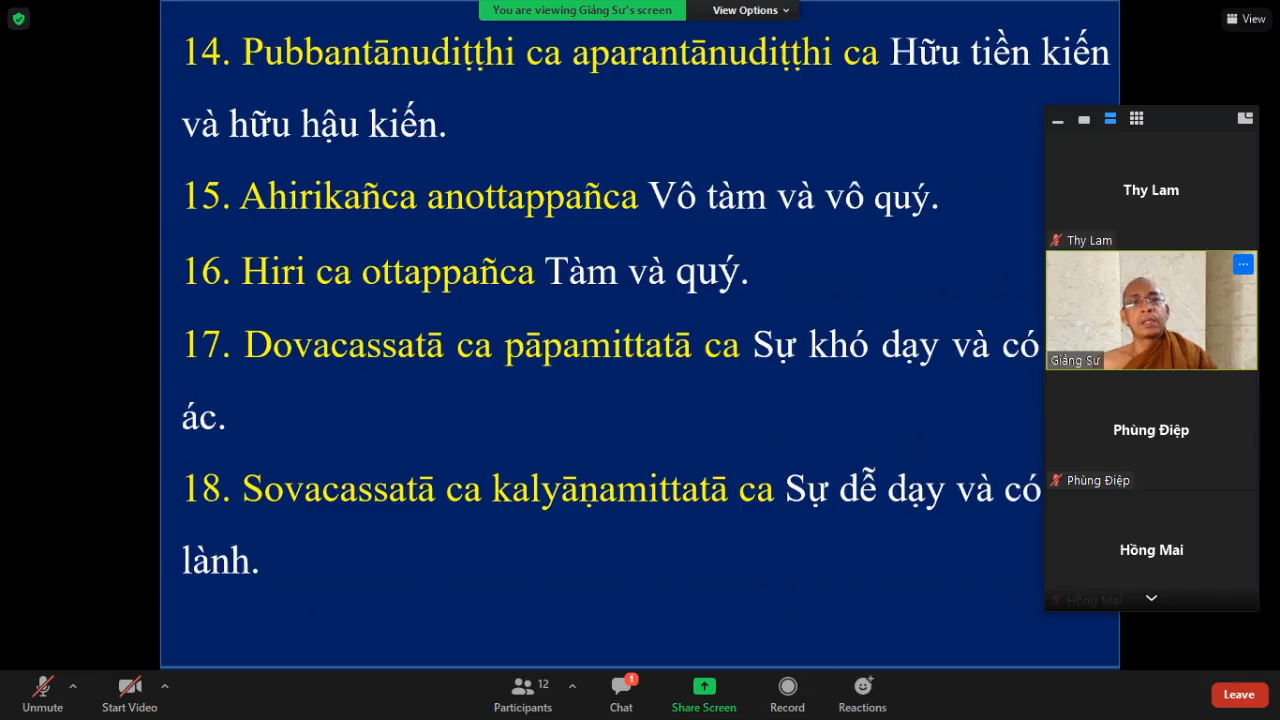 You are viewing Giảng Sư's screen
View Options
View
14. Pubbantānudiṭṭhi ca aparantānudiṭṭhi ca Hữu tiền kiến
và hữu hậu kiến.
15. Ahirikañca anottappañca Vô tàm và vô quý.
16. Hiri ca ottappañca Tàm và quý.
17. Dovacassatā ca pāpamittatā ca Sự khó dạy và có
ác.
18. Sovacassatā ca kalyāṇamittatā ca Sự dễ dạy và có
lành.
Thy Lam
Thy Lam
Giảng Sư
Phùng Điệp
Phùng Điệp
Hồng Mai
Hồng Mai
Unmute
Start Video
12
Participants
1
Chat
Share Screen
Record
Reactions
Leave